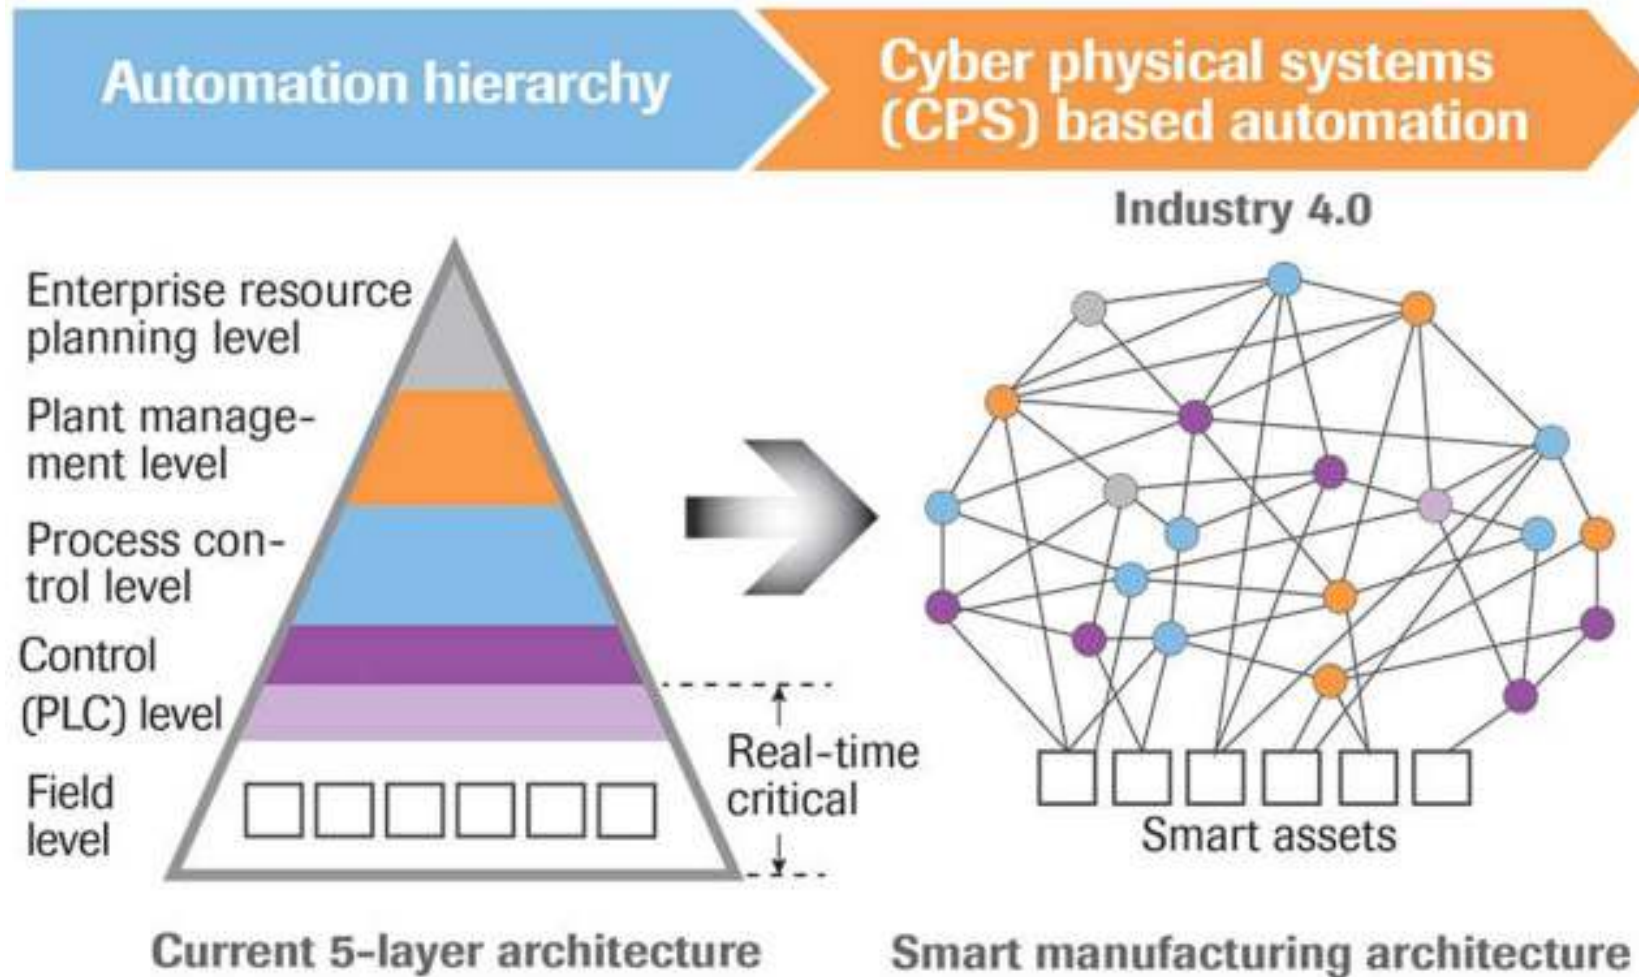 Automation hierarchy
Cyber physical systems
(CPS) based automation
Industry 4.0
Enterprise resource
planning level
Plant manage-
ment level
Process con-
trol level
Control
(PLC) level
Field
level
Real-time
critical
Smart assets
Current 5-layer architecture
Smart manufacturing architecture